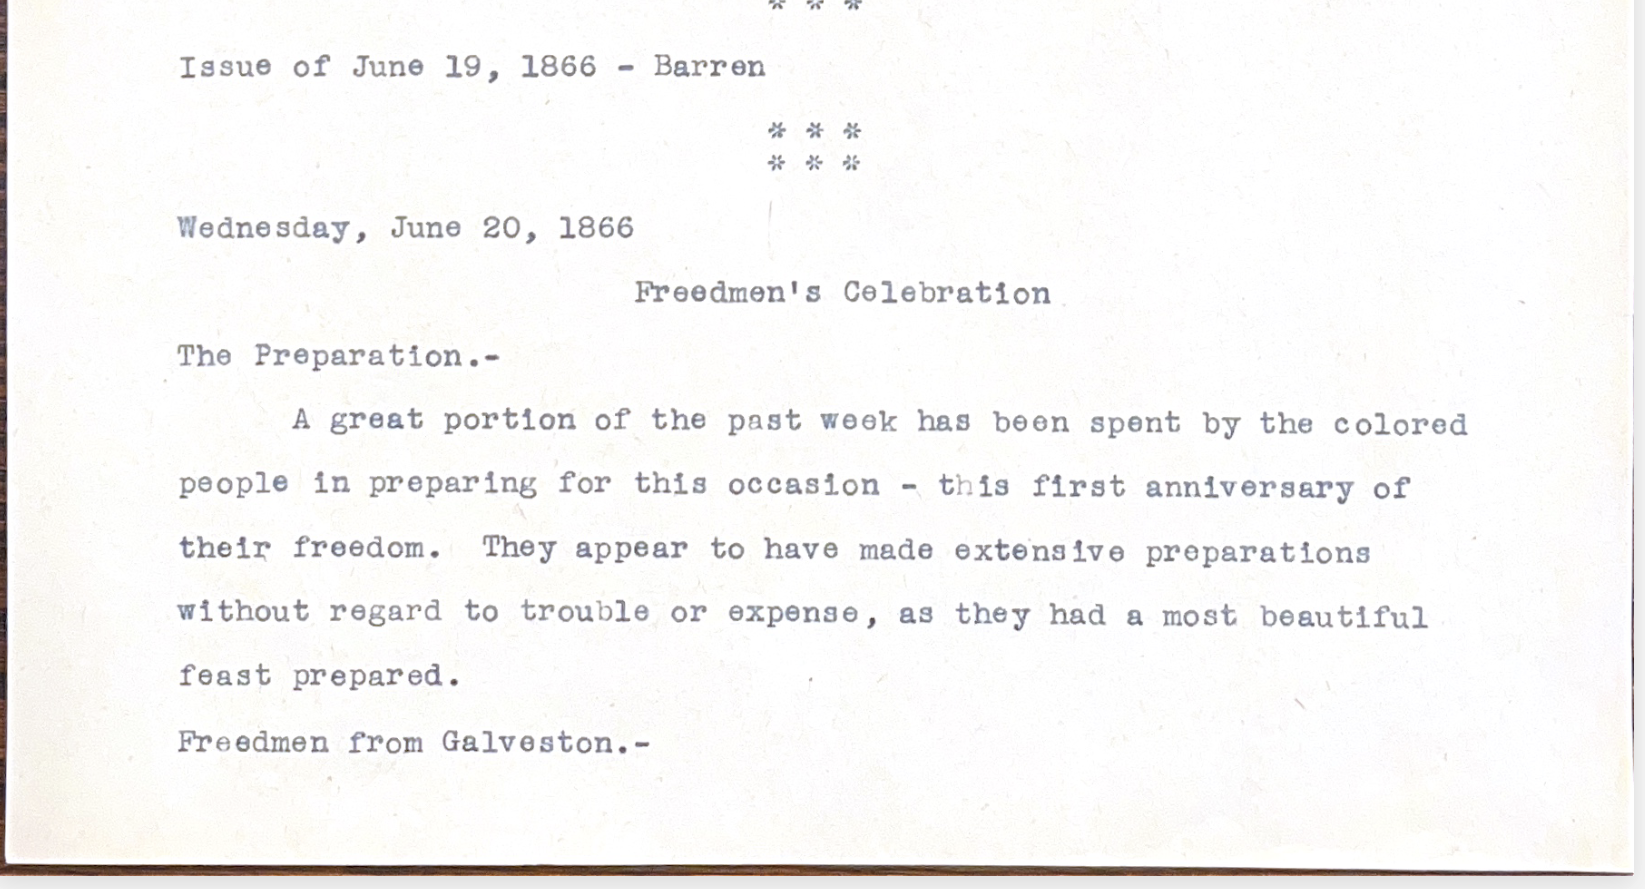 * * *
Issue of June 19, 1866 - Barren
* * *
* * *
Wednesday, June 20, 1866
Freedmen's Celebration
The Preparation.-
A great portion of the past week has been spent by the colored
people in preparing for this occasion - this first anniversary of
their freedom.  They appear to have made extensive preparations
without regard to trouble or expense, as they had a most beautiful
feast prepared.
Freedmen from Galveston.-